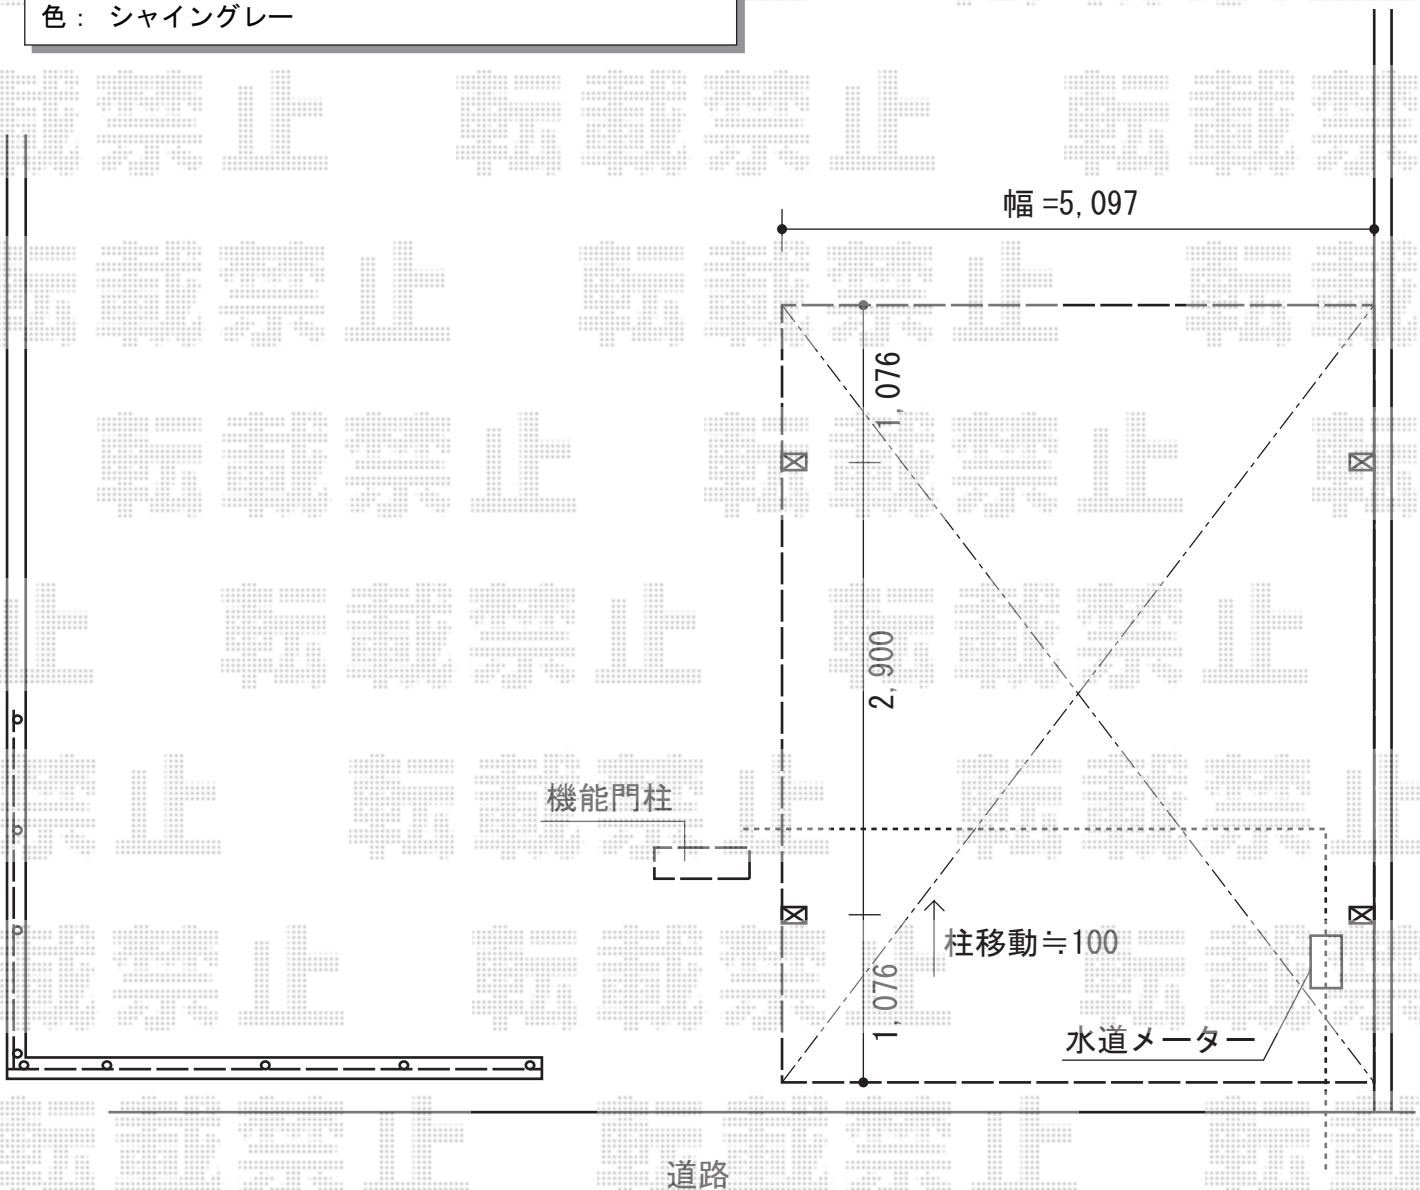 色： シャイングレー
幅 =5,097
1,076
2,900
機能門柱
柱移動≒100
1,076
水道メーター
道路
転載禁止